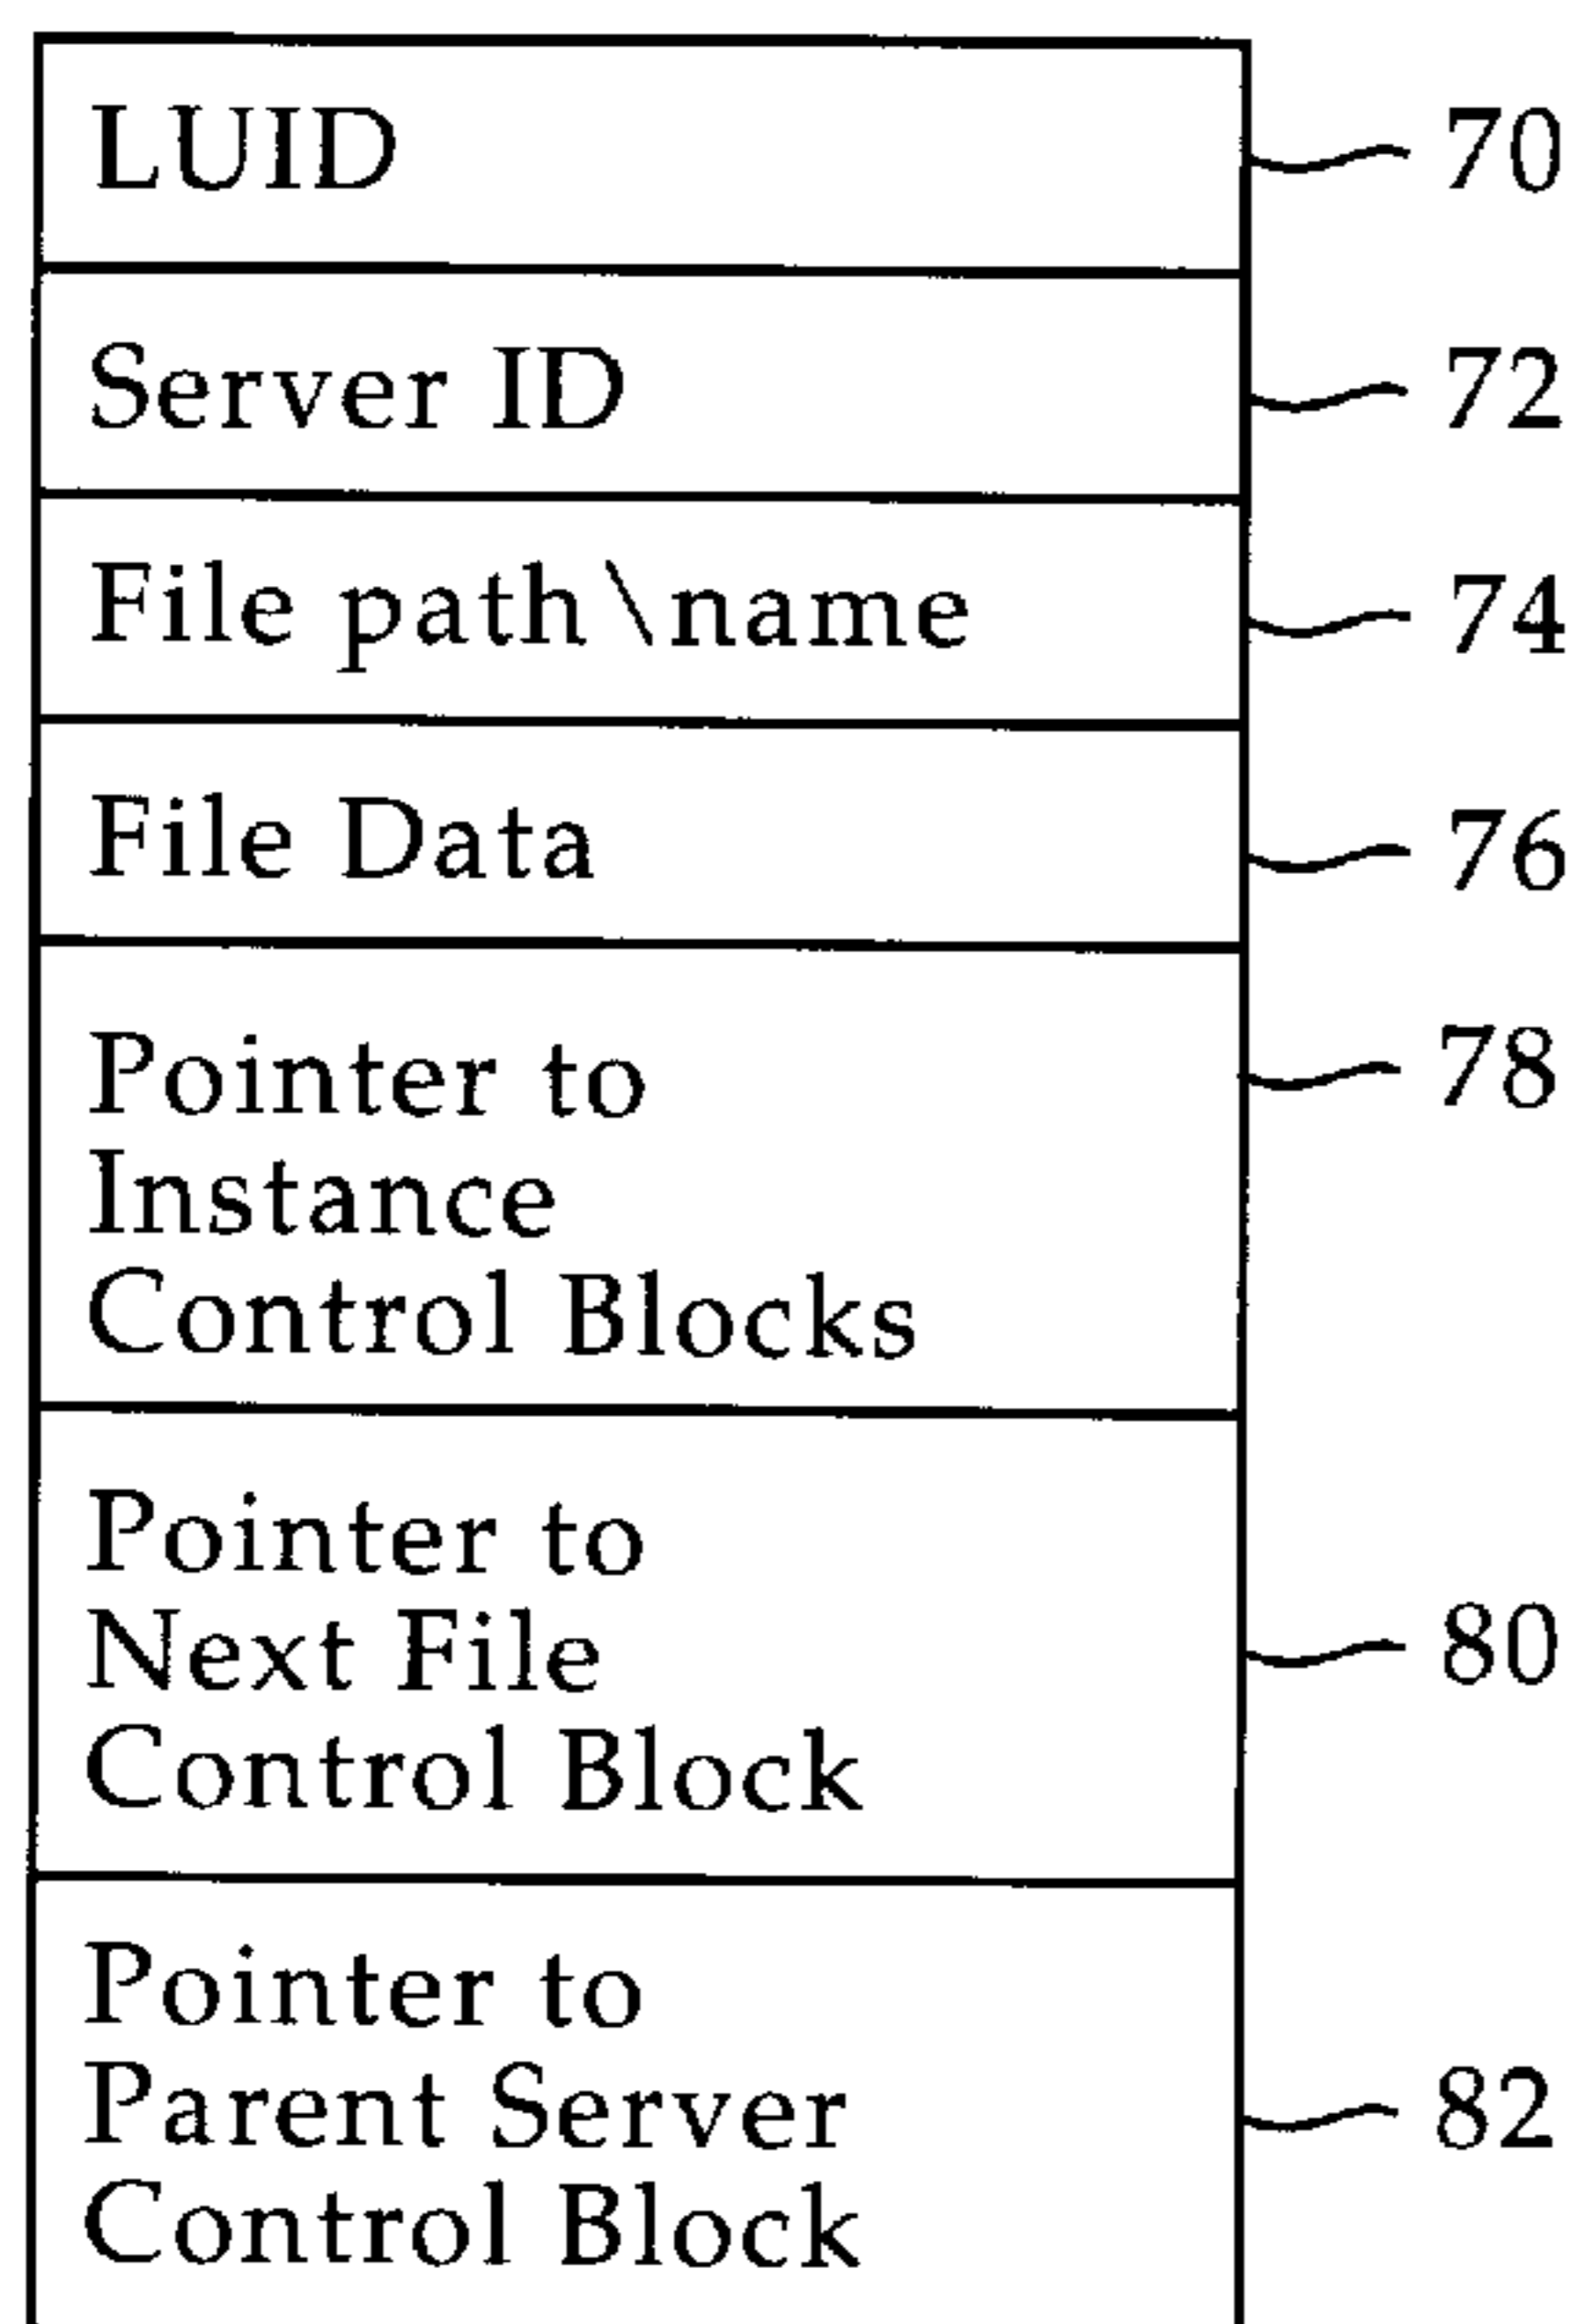 LUID 70
Server ID 72
File path\name 74
File Data 76
Pointer to 78
Instance
Control Blocks
Pointer to
Next File 80
Control Block
Pointer to
Parent Server 82
Control Block